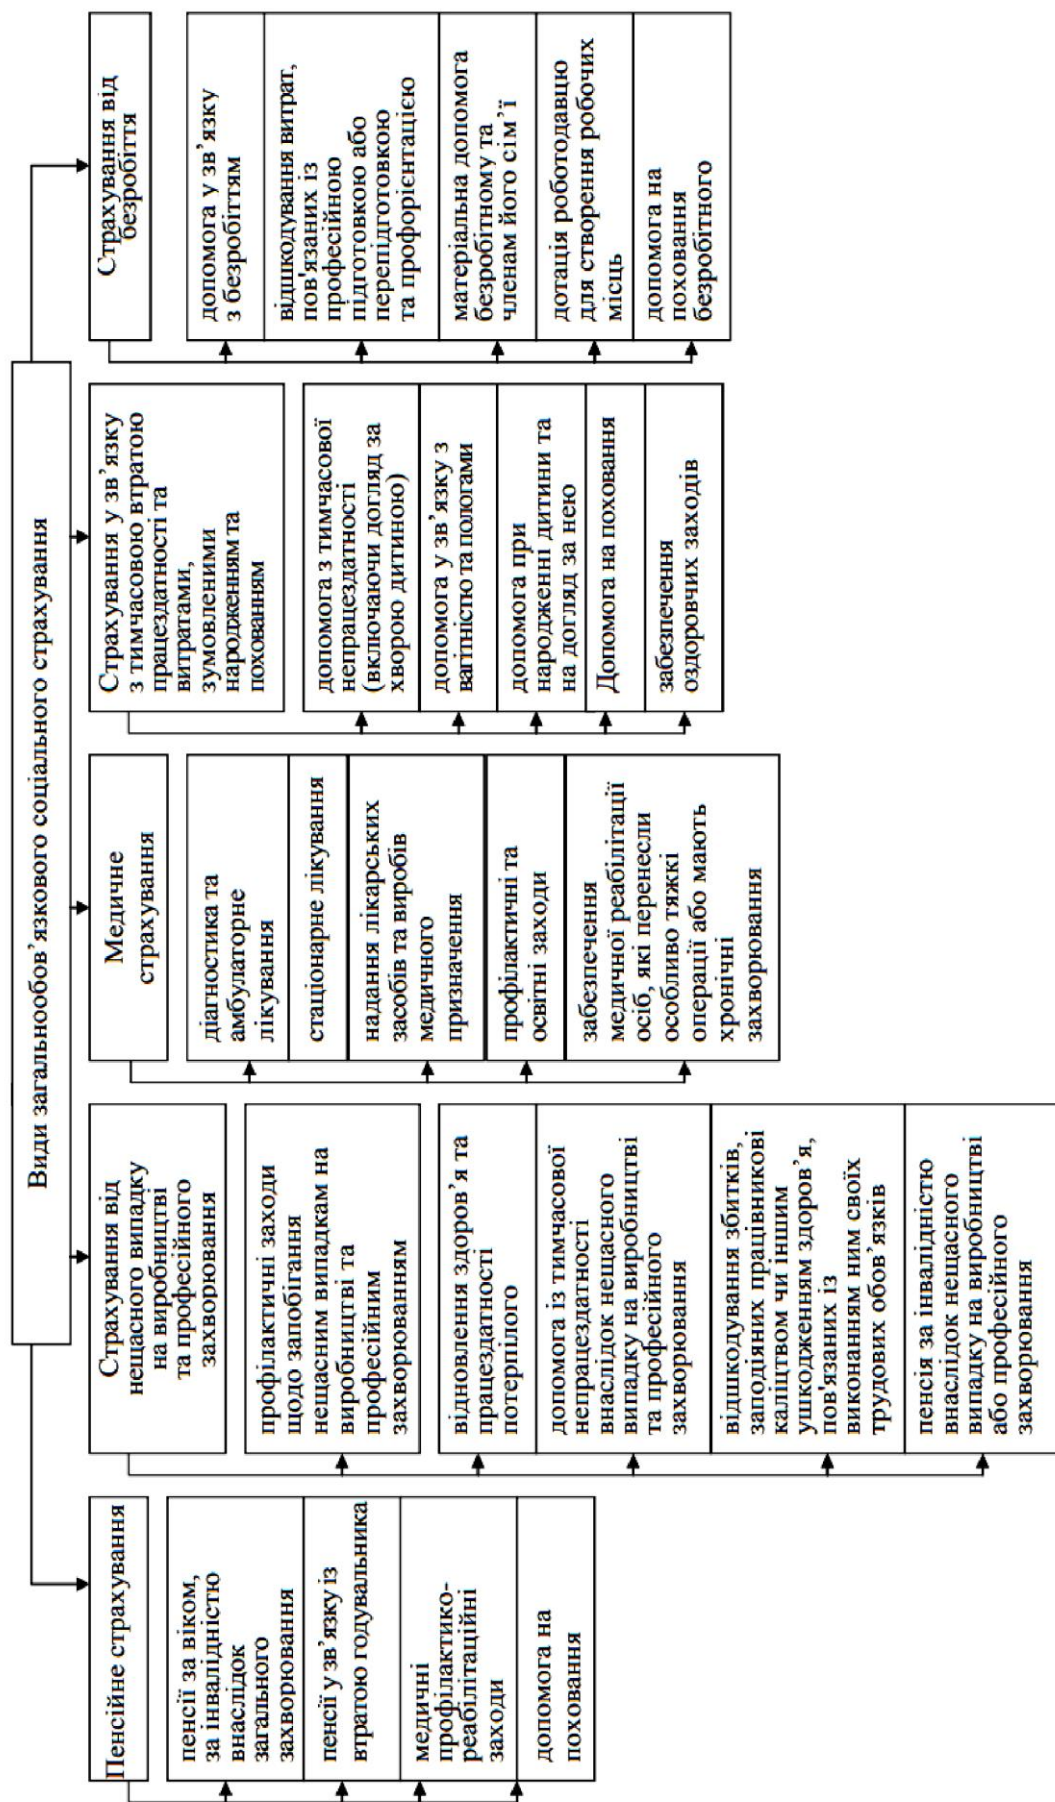 Види загальнообов’язкового соціального страхування
Пенсійне страхування
пенсії за віком,
за інвалідністю
внаслідок
загального
захворювання
пенсії у зв’язку із
втратою годувальника
медичні
профілактико-
реабілітаційні
заходи
допомога на
поховання
Страхування від
нещасного випадку
на виробництві
та професійного
захворювання
профілактичні заходи
щодо запобігання
нещасним випадкам на
виробництві та
професійним
захворюванням
відновлення здоров’я та
працездатності
потерпілого
допомога із тимчасової
непрацездатності
внаслідок нещасного
випадку на виробництві
та професійного
захворювання
відшкодування збитків,
заподіяних працівникові
каліцтвом чи іншим
ушкодженням здоров’я,
пов'язаних із
виконанням ним своїх
трудових обов’язків
пенсія за інвалідністю
внаслідок нещасного
випадку на виробництві
або професійного
захворювання
Медичне
страхування
діагностика та
амбулаторне
лікування
стаціонарне лікування
надання лікарських
засобів та виробів
медичного
призначення
профілактичні та
освітні заходи
забезпечення
медичної реабілітації
осіб, які перенесли
особливо тяжкі
операції або мають
хронічні
захворювання
Страхування у зв’язку
з тимчасовою втратою
працездатності та
витратами,
зумовленими
народженням та
похованням
допомога з тимчасової
непрацездатності
(включаючи догляд за
хворою дитиною)
допомога у зв’язку з
вагітністю та пологами
допомога при
народженні дитини та
на догляд за нею
Допомога на поховання
забезпечення
оздоровчих заходів
Страхування від
безробіття
допомога у зв’язку
з безробіттям
відшкодування витрат,
пов'язаних із
професійною
підготовкою або
перепідготовкою
та профорієнтацією
матеріальна допомога
безробітному та
членам його сім’ї
дотація роботодавцю
для створення робочих
місць
допомога на
поховання
безробітного